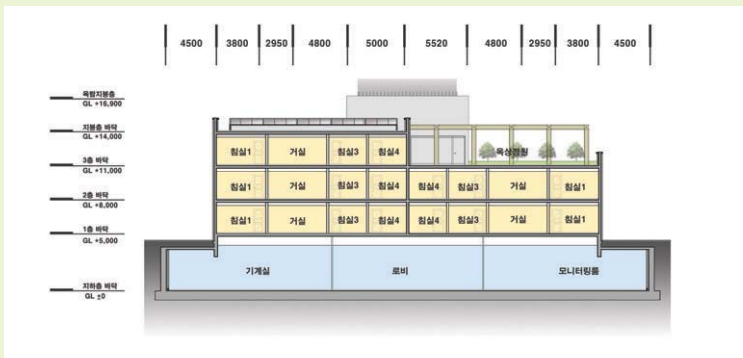 4500 3800 2950 4800 5000 5520 4800 2950 3800 4500
옥탑지붕층
GL +16,900
지붕층 바닥
GL +14,000
3층 바닥
GL +11,000
2층 바닥
GL +8,000
1층 바닥
GL +5,000
지하층 바닥
GL ±0
옥상정원
침실1 거실 침실3 침실4
침실1 거실 침실3 침실4 침실4 침실3 거실 침실1
침실1 거실 침실3 침실4 침실4 침실3 거실 침실1
기계실 로비 모니터링룸